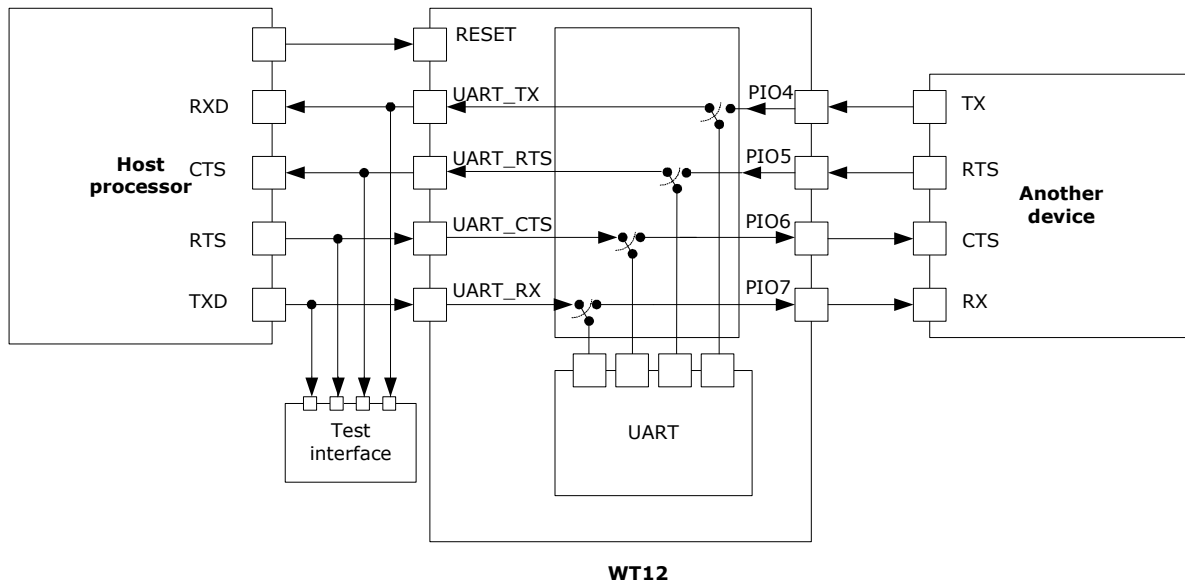 RESET
RXD
UART_TX
PIO4
TX
Host
processor
CTS
UART_RTS
PIO5
RTS
Another
device
RTS
UART_CTS
PIO6
CTS
TXD
UART_RX
PIO7
RX
Test
interface
UART
WT12